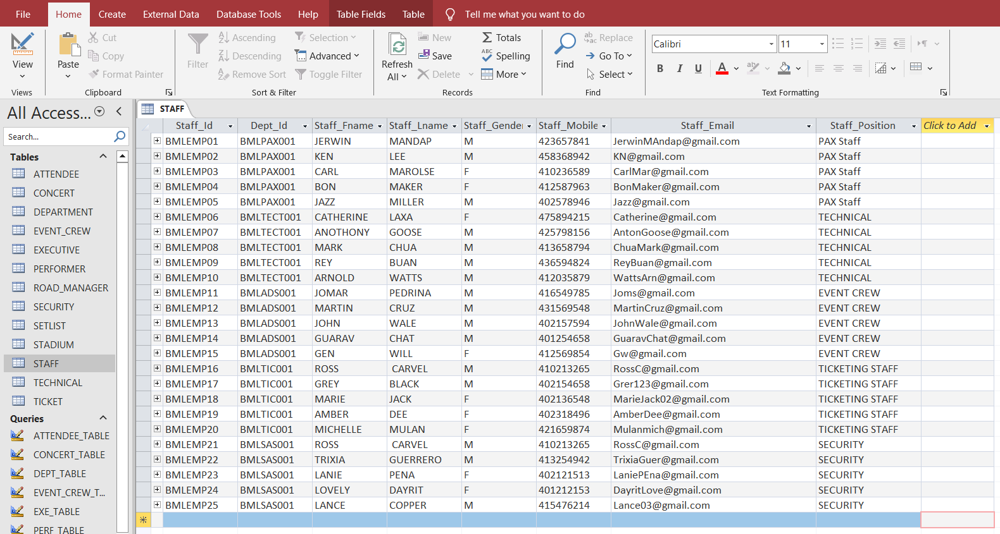 File Home Create External Data Database Tools Help Table Fields Table Tell me what you want to do
View
Views
Paste
Cut
Copy
Format Painter
Clipboard
Filter
Ascending
Descending
Remove Sort
Selection
Advanced
Toggle Filter
Sort & Filter
Refresh
All
New
Save
Delete
Totals
Spelling
More
Records
Find
Replace
Go To
Select
Find
Calibri 11
B I U A
Text Formatting
All Access...
Search...
Tables
ATTENDEE
CONCERT
DEPARTMENT
EVENT_CREW
EXECUTIVE
PERFORMER
ROAD_MANAGER
SECURITY
SETLIST
STADIUM
STAFF
TECHNICAL
TICKET
Queries
ATTENDEE_TABLE
CONCERT_TABLE
DEPT_TABLE
EVENT_CREW_T...
EXE_TABLE
PERF_TABLE
STAFF
Staff_Id Dept_Id Staff_Fname Staff_Lname Staff_Gender Staff_Mobile Staff_Email Staff_Position Click to Add
BMLEMP01 BMLPAX001 JERWIN MANDAP M 423657841 JerwinMAndap@gmail.com PAX Staff
BMLEMP02 BMLPAX001 KEN LEE M 458368942 KN@gmail.com PAX Staff
BMLEMP03 BMLPAX001 CARL MAROLSE F 410236589 CarlMar@gmail.com PAX Staff
BMLEMP04 BMLPAX001 BON MAKER F 412587963 BonMaker@gmail.com PAX Staff
BMLEMP05 BMLPAX001 JAZZ MILLER M 402578946 Jazz@gmail.com PAX Staff
BMLEMP06 BMLTECT001 CATHERINE LAXA F 475894215 Catherine@gmail.com TECHNICAL
BMLEMP07 BMLTECT001 ANOTHONY GOOSE M 425798156 AntonGoose@gmail.com TECHNICAL
BMLEMP08 BMLTECT001 MARK CHUA M 413658794 ChuaMark@gmail.com TECHNICAL
BMLEMP09 BMLTECT001 REY BUAN M 436594824 ReyBuan@gmail.com TECHNICAL
BMLEMP10 BMLTECT001 ARNOLD WATTS M 412035879 WattsArn@gmail.com TECHNICAL
BMLEMP11 BMLADS001 JOMAR PEDRINA M 416549785 Joms@gmail.com EVENT CREW
BMLEMP12 BMLADS001 MARTIN CRUZ M 431569548 MartinCruz@gmail.com EVENT CREW
BMLEMP13 BMLADS001 JOHN WALE M 402157594 JohnWale@gmail.com EVENT CREW
BMLEMP14 BMLADS001 GUARAV CHAT M 401254658 GuaravChat@gmail.com EVENT CREW
BMLEMP15 BMLADS001 GEN WILL F 412569854 Gw@gmail.com EVENT CREW
BMLEMP16 BMLTIC001 ROSS CARVEL M 410213265 RossC@gmail.com TICKETING STAFF
BMLEMP17 BMLTIC001 GREY BLACK M 402154658 Grer123@gmail.com TICKETING STAFF
BMLEMP18 BMLTIC001 MARIE JACK F 402136548 MarieJack02@gmail.com TICKETING STAFF
BMLEMP19 BMLTIC001 AMBER DEE F 402318496 AmberDee@gmail.com TICKETING STAFF
BMLEMP20 BMLTIC001 MICHELLE MULAN F 421659874 Mulanmich@gmail.com TICKETING STAFF
BMLEMP21 BMLSAS001 ROSS CARVEL M 410213265 RossC@gmail.com SECURITY
BMLEMP22 BMLSAS001 TRIXIA GUERRERO M 413254942 TrixiaGuer@gmail.com SECURITY
BMLEMP23 BMLSAS001 LANIE PENA F 402121513 LaniePEna@gmail.com SECURITY
BMLEMP24 BMLSAS001 LOVELY DAYRIT F 401212153 DayritLove@gmail.com SECURITY
BMLEMP25 BMLSAS001 LANCE COPPER M 415476214 Lance03@gmail.com SECURITY